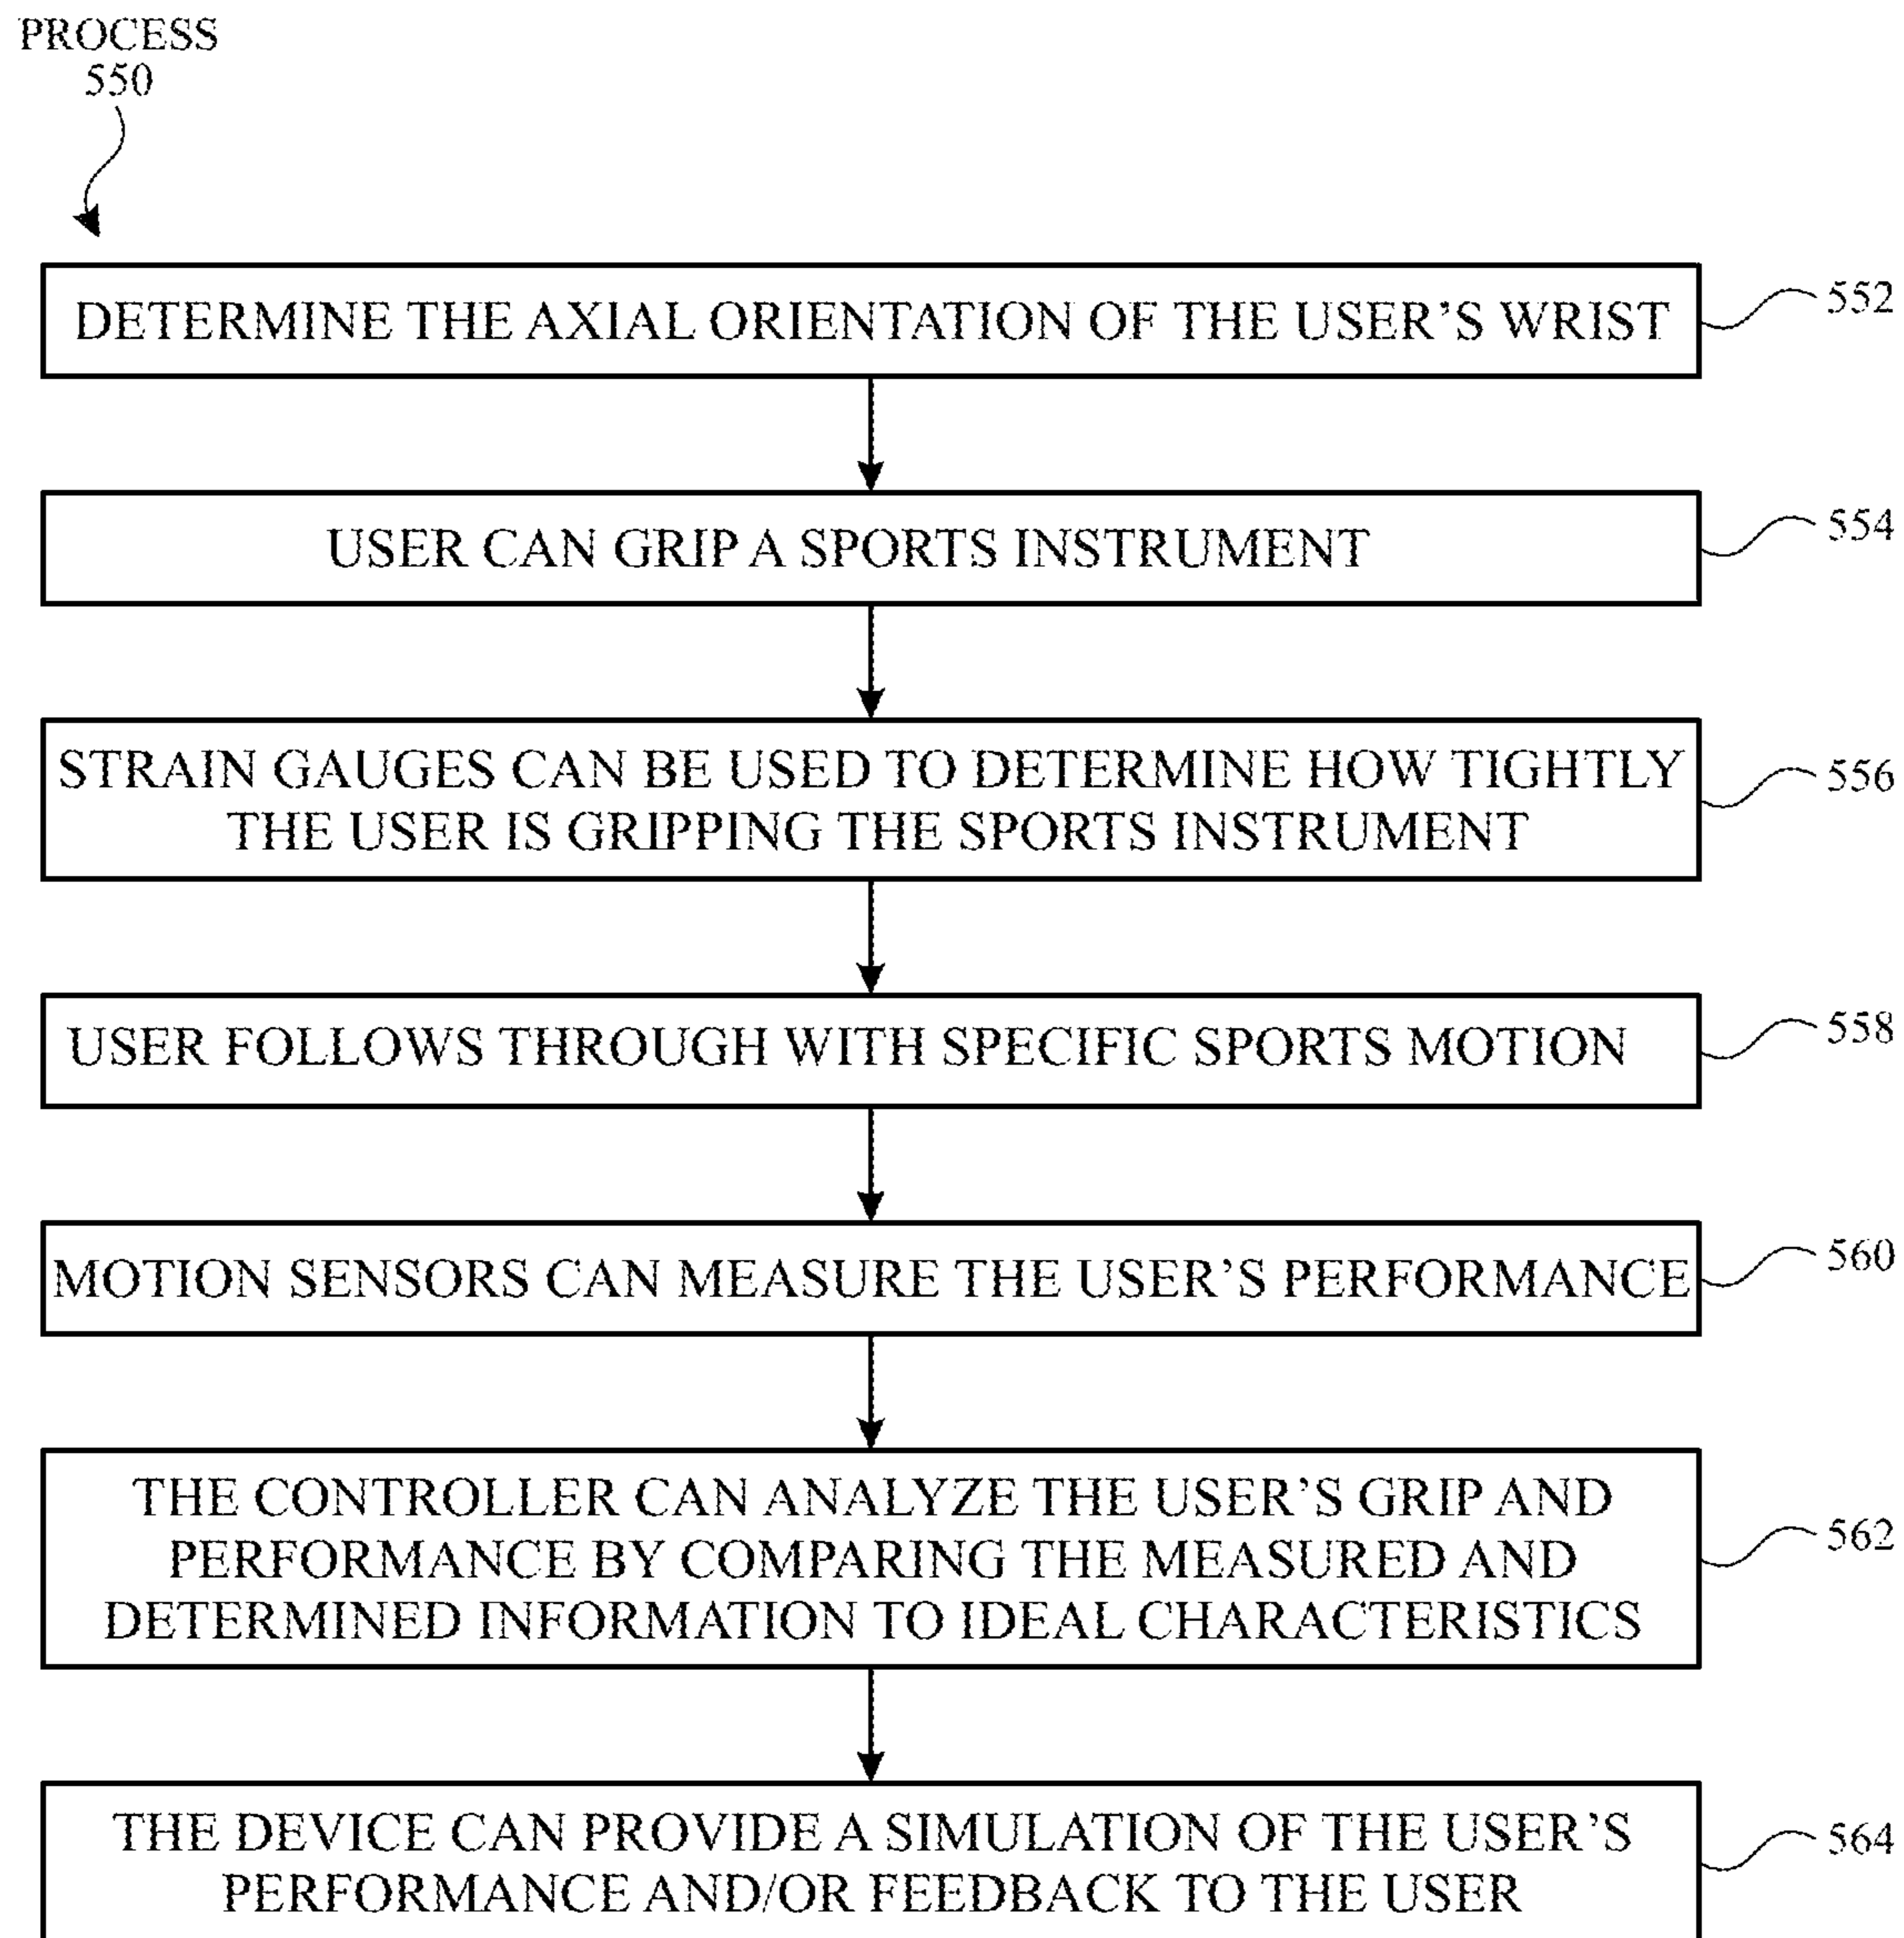 PROCESS
550
DETERMINE THE AXIAL ORIENTATION OF THE USER'S WRIST
552
USER CAN GRIP A SPORTS INSTRUMENT
554
STRAIN GAUGES CAN BE USED TO DETERMINE HOW TIGHTLY
THE USER IS GRIPPING THE SPORTS INSTRUMENT
556
USER FOLLOWS THROUGH WITH SPECIFIC SPORTS MOTION
558
MOTION SENSORS CAN MEASURE THE USER'S PERFORMANCE
560
THE CONTROLLER CAN ANALYZE THE USER'S GRIP AND
PERFORMANCE BY COMPARING THE MEASURED AND
DETERMINED INFORMATION TO IDEAL CHARACTERISTICS
562
THE DEVICE CAN PROVIDE A SIMULATION OF THE USER'S
PERFORMANCE AND/OR FEEDBACK TO THE USER
564